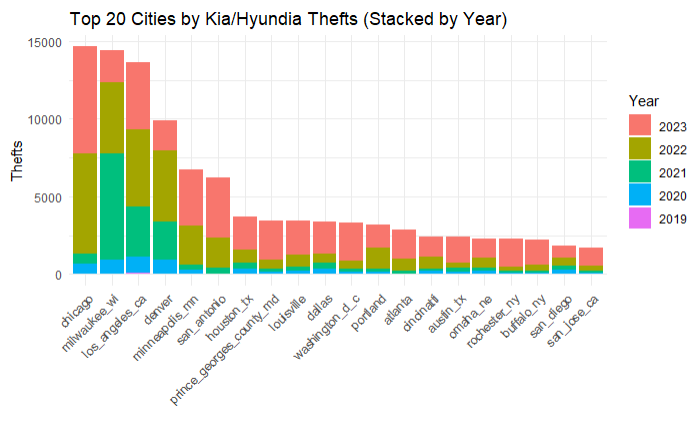 Top 20 Cities by Kia/Hyundia Thefts (Stacked by Year)
15000
10000
5000
0
Thefts
chicago
milwaukee_wi
los_angeles_ca
denver
minneapolis_mn
san_antonio
houston_tx
prince_georges_county_md
louisville
dallas
washington_d_c
portland
atlanta
cincinatti
austin_tx
omaha_ne
rochester_ny
buffalo_ny
san_diego
san_jose_ca
Year
2023
2022
2021
2020
2019